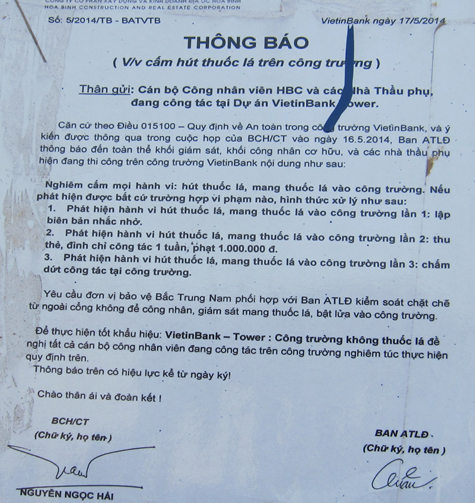 HOA BINH CONSTRUCTION AND REAL ESTATE CORPORATION
Số: 5/2014/TB - BATVTB
VietinBank ngày 17/5/2014
THÔNG BÁO
( V/v cấm hút thuốc lá trên công trường )
Thân gửi: Cán bộ Công nhân viên HBC và các Nhà Thầu phụ,
đang công tác tại Dự án VietinBank Tower.
Căn cứ theo Điều 015100 – Quy định về An toàn trong công trường VietinBank, và ý
kiến được thông qua trong cuộc họp của BCH/CT vào ngày 16.5.2014, Ban ATLĐ
thông báo đến toàn thể khối giám sát, khối công nhân cơ hữu, và các nhà thầu phụ
hiện đang thi công trên công trường VietinBank nội dung như sau:
Nghiêm cấm mọi hành vi: hút thuốc lá, mang thuốc lá vào công trường. Nếu
phát hiện được bất cứ trường hợp vi phạm nào, hình thức xử lý như sau:
1. Phát hiện hành vi hút thuốc lá, mang thuốc lá vào công trường lần 1: lập
biên bản nhắc nhở.
2. Phát hiện hành vi hút thuốc lá, mang thuốc lá vào công trường lần 2: thu
thẻ, đình chỉ công tác 1 tuần, phạt 1.000.000 đ.
3. Phát hiện hành vi hút thuốc lá, mang thuốc lá vào công trường lần 3: chấm
dứt công tác tại công trường.
Yêu cầu đơn vị bảo vệ Bắc Trung Nam phối hợp với Ban ATLĐ kiểm soát chặt chẽ
từ ngoài cổng không để công nhân, giám sát mang thuốc lá, bật lửa vào công trường.
Để thực hiện tốt khẩu hiệu: VietinBank – Tower : Công trường không thuốc lá đề
nghị tất cả cán bộ công nhân viên đang công tác trên công trường nghiêm túc thực hiện
quy định trên.
Thông báo trên có hiệu lực kể từ ngày ký!
Chào thân ái và đoàn kết !
BCH/CT
(Chữ ký, họ tên )
BAN ATLĐ
(Chữ ký, họ tên )
NGUYỄN NGỌC HẢI